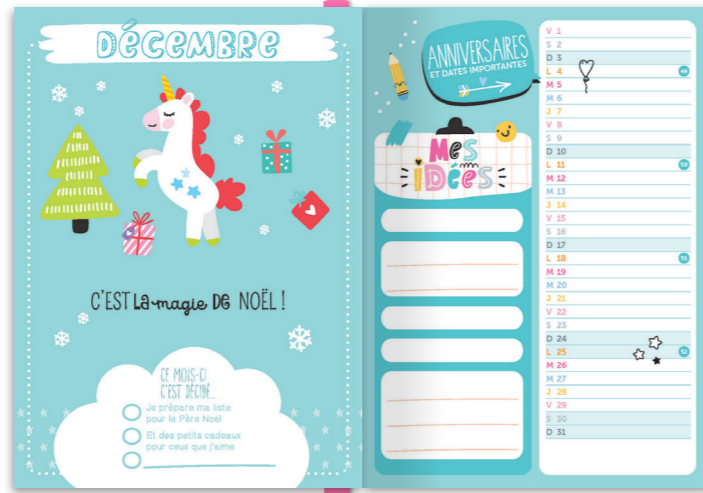 DÉCEMBRE
C'EST LA magie DE NOËL !
CE MOIS-CI
C'EST DÉCIDÉ...
Je prépare ma liste
pour le Père Noël
Et des petits cadeaux
pour ceux que j'aime
ANNIVERSAIRES
ET DATES IMPORTANTES
Mes
idées
V 1
S 2
D 3
L 4 49
M 5
M 6
J 7
V 8
S 9
D 10
L 11 50
M 12
M 13
J 14
V 15
S 16
D 17
L 18 51
M 19
M 20
J 21
V 22
S 23
D 24
L 25 52
M 26
M 27
J 28
V 29
S 30
D 31